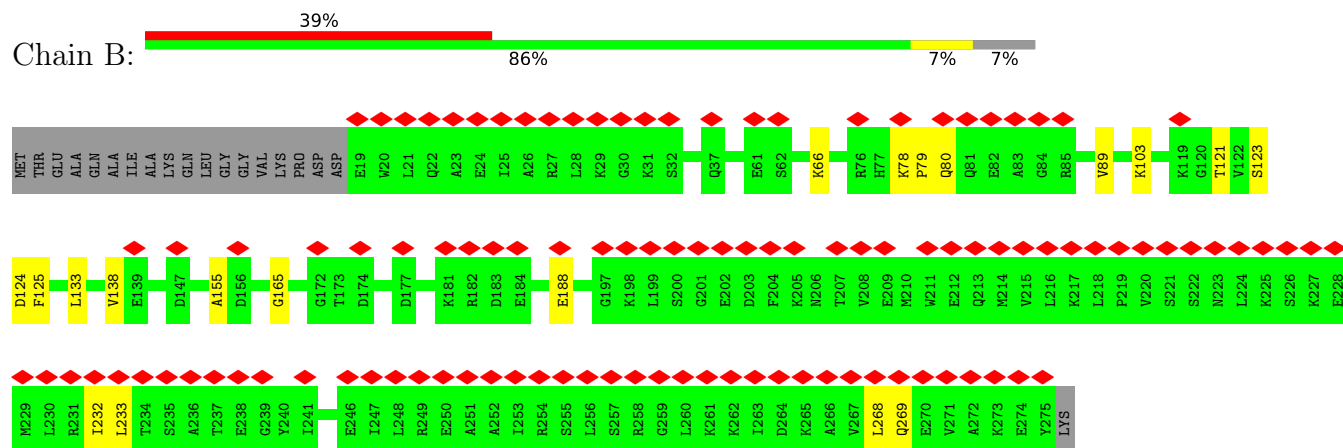 39%
Chain B:
86% 7% 7%
MET THR GLU ALA GLN ALA ILE ALA LYS GLN LEU GLY GLY VAL LYS PRO ASP ASP E19 W20 L21 Q22 A23 E24 I25 A26 R27 L28 K29 G30 K31 S32 Q37 E61 S62 K66 R76 H77 K78 P79 Q80 Q81 E82 A83 G84 R85 V89 K103 K119 G120 T121 V122 S123
D124 F125 L133 V138 E139 D147 A155 D156 G165 G172 T173 D174 D177 K181 R182 D183 E184 E188 G197 K198 L199 S200 G201 E202 D203 F204 K205 N206 T207 V208 E209 M210 W211 E212 Q213 M214 V215 L216 K217 L218 P219 V220 S221 S222 N223 L224 K225 S226 K227 E228
M229 L230 R231 I232 L233 T234 S235 A236 T237 E238 G239 Y240 I241 E246 I247 L248 R249 E250 A251 A252 I253 R254 S255 L256 S257 R258 G259 L260 K261 K262 I263 D264 K265 A266 V267 L268 Q269 E270 V271 A272 K273 E274 Y275 LYS